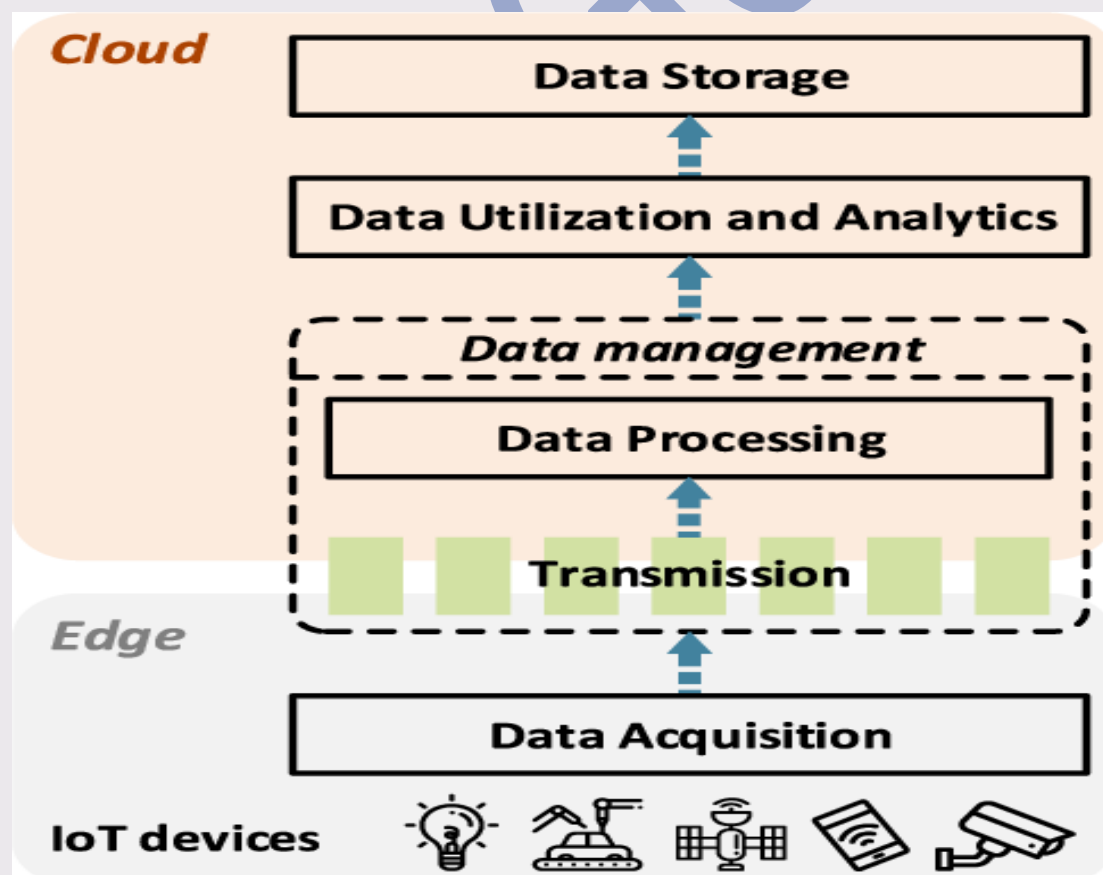 Cloud
Data Storage
Data Utilization and Analytics
Data management
Data Processing
Transmission
Edge
Data Acquisition
IoT devices